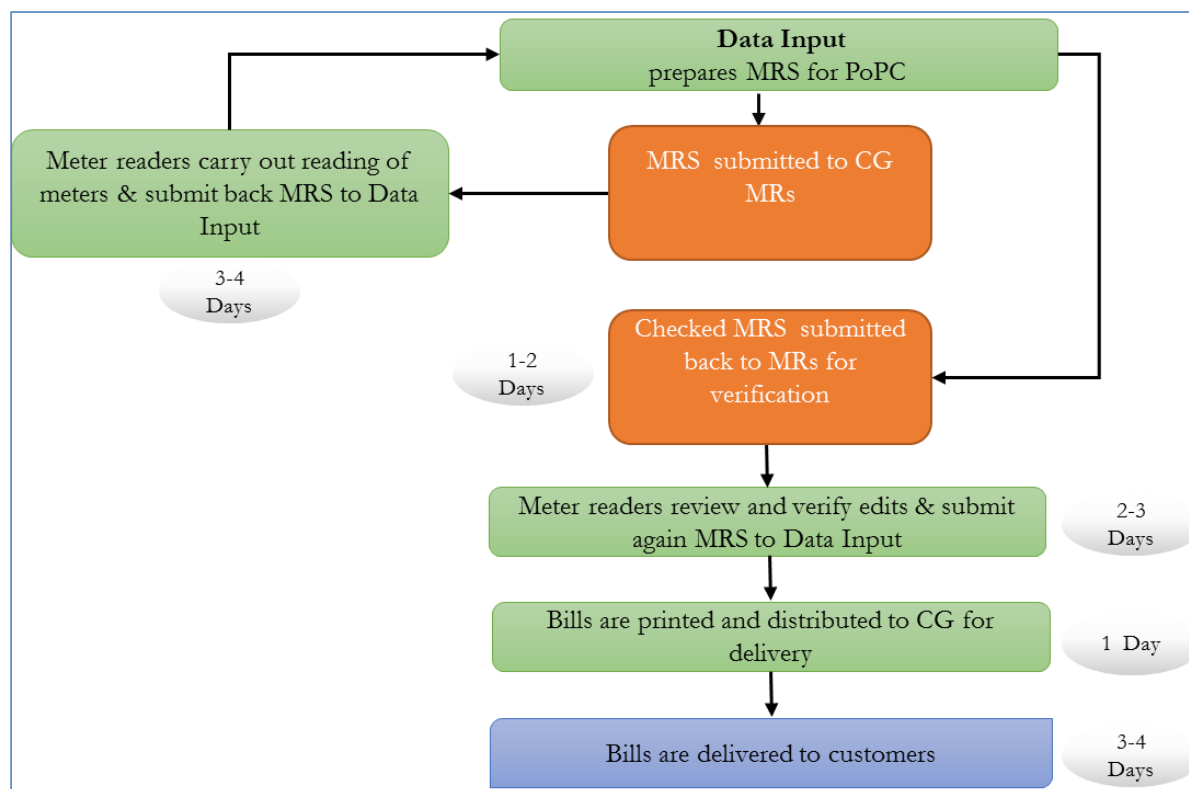 Data Input
prepares MRS for PoPC
MRS submitted to CG
MRs
Meter readers carry out reading of
meters & submit back MRS to Data
Input
3-4
Days
Checked MRS submitted
back to MRs for
verification
1-2
Days
Meter readers review and verify edits & submit
again MRS to Data Input
2-3
Days
Bills are printed and distributed to CG for
delivery
1 Day
Bills are delivered to customers
3-4
Days